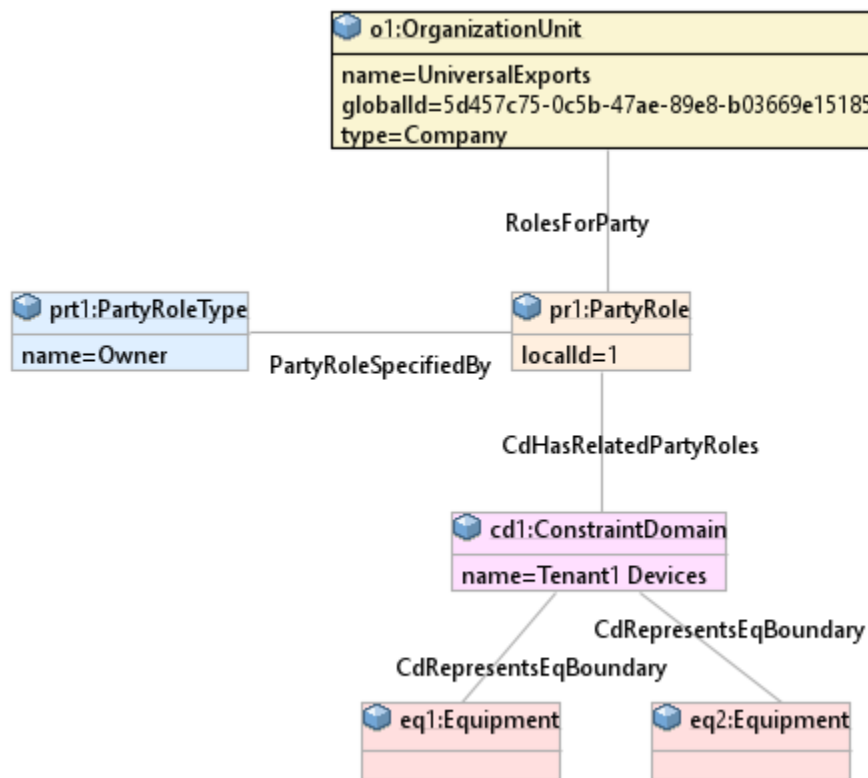 o1:OrganizationUnit
name=UniversalExports
globalId=5d457c75-0c5b-47ae-89e8-b03669e15185
type=Company
RolesForParty
prt1:PartyRoleType
name=Owner
PartyRoleSpecifiedBy
pr1:PartyRole
localId=1
CdHasRelatedPartyRoles
cd1:ConstraintDomain
name=Tenant1 Devices
CdRepresentsEqBoundary
CdRepresentsEqBoundary
eq1:Equipment
eq2:Equipment